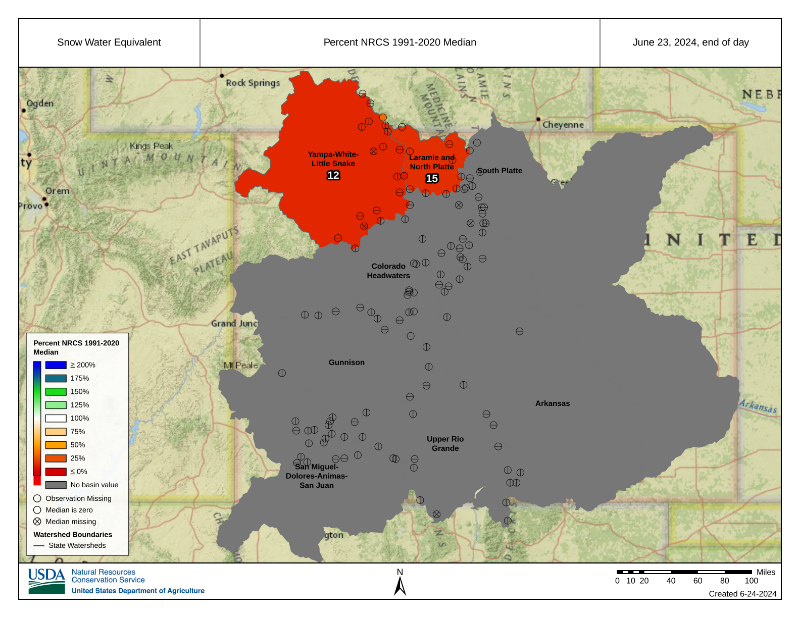 Snow Water Equivalent
Percent NRCS 1991-2020 Median
June 23, 2024, end of day
Rock Springs
Ogden
Kings Peak
UINTA MOUNTAIN
Orem
Provo
Cheyenne
NEB
MEDICINE
Yampa-White-
Little Snake
12
Laramie and
North Platte
15
South Platte
EAST TAVAPUTS
PLATEAU
UNITED
Colorado
Headwaters
Grand Junc
Gunnison
Arkansas
Arkansas
Upper Rio
Grande
San Miguel-
Dolores-Animas-
San Juan
gton
Percent NRCS 1991-2020
Median
≥ 200%
175%
150%
125%
100%
75%
50%
25%
≤ 0%
No basin value
Observation Missing
Median is zero
Median missing
Watershed Boundaries
State Watersheds
USDA
Natural Resources
Conservation Service
United States Department of Agriculture
N
Miles
0 10 20 40 60 80 100
Created 6-24-2024